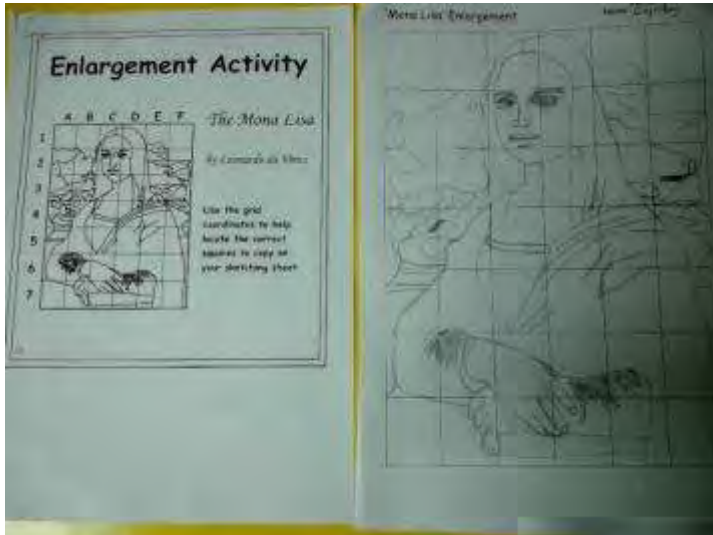 Enlargement Activity
A B C D E F
The Mona Lisa
by Leonardo da Vinci
1
2
3
4
5
6
7
Use the grid
coordinates to help
locate the correct
squares to copy on
your sketching sheet
Mona Lisa Enlargement